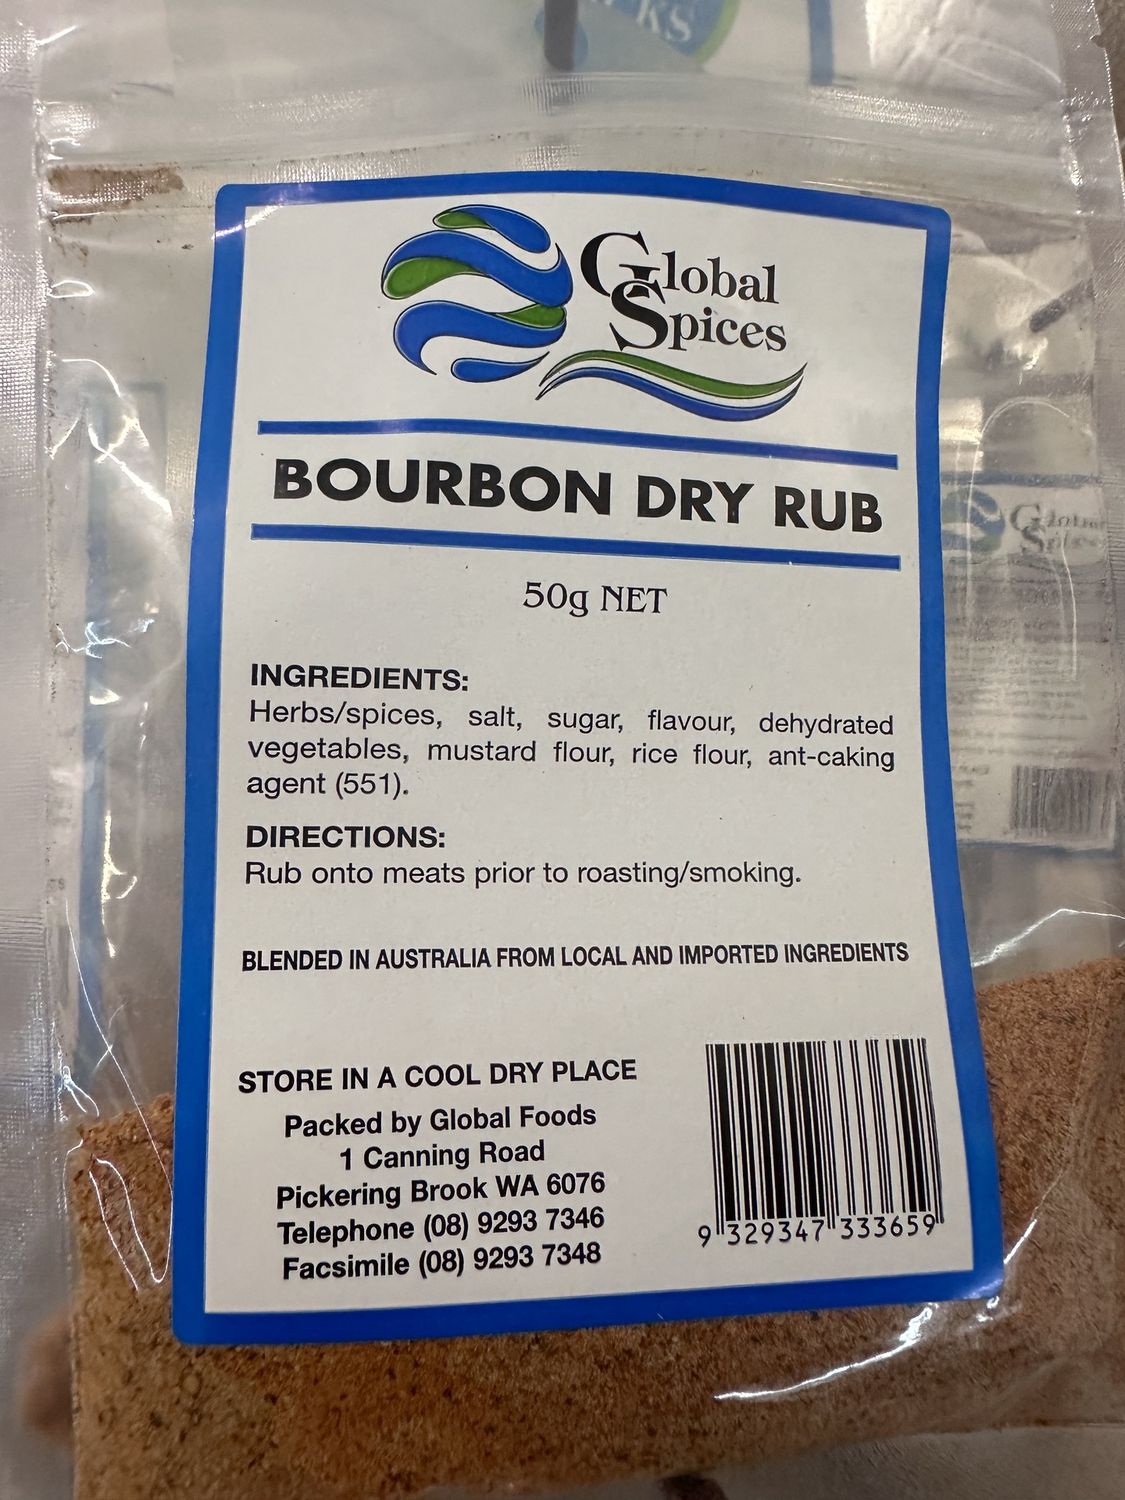 KS
Global
Spices
BOURBON DRY RUB
50g NET
INGREDIENTS:
Herbs/spices, salt, sugar, flavour, dehydrated
vegetables, mustard flour, rice flour, ant-caking
agent (551).
DIRECTIONS:
Rub onto meats prior to roasting/smoking.
BLENDED IN AUSTRALIA FROM LOCAL AND IMPORTED INGREDIENTS
STORE IN A COOL DRY PLACE
Packed by Global Foods
1 Canning Road
Pickering Brook WA 6076
Telephone (08) 9293 7346
Facsimile (08) 9293 7348
9 329347 333659
Global
Spices